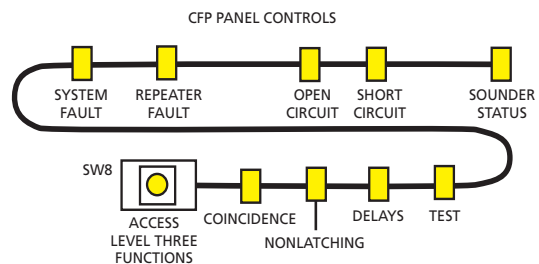 CFP PANEL CONTROLS
SYSTEM
FAULT
REPEATER
FAULT
OPEN
CIRCUIT
SHORT
CIRCUIT
SOUNDER
STATUS
SW8
ACCESS
LEVEL THREE
FUNCTIONS
COINCIDENCE
NONLATCHING
DELAYS
TEST